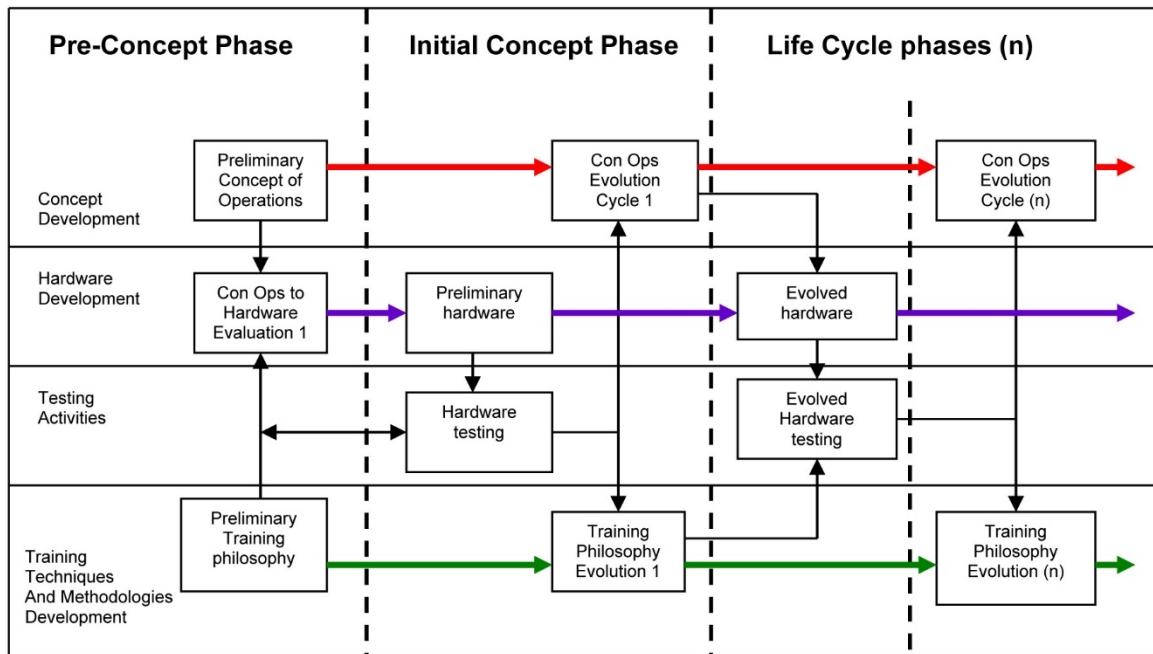 Pre-Concept Phase
Initial Concept Phase
Life Cycle phases (n)
Concept
Development
Preliminary
Concept of
Operations
Con Ops
Evolution
Cycle 1
Con Ops
Evolution
Cycle (n)
Hardware
Development
Con Ops to
Hardware
Evaluation 1
Preliminary
hardware
Evolved
hardware
Testing
Activities
Hardware
testing
Evolved
Hardware
testing
Training
Techniques
And Methodologies
Development
Preliminary
Training
philosophy
Training
Philosophy
Evolution 1
Training
Philosophy
Evolution (n)